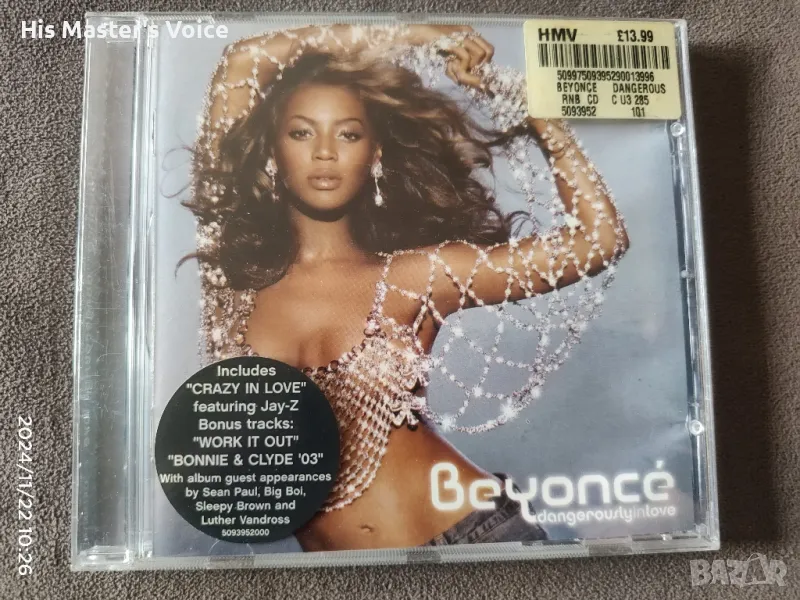 His Master's Voice
HMV £13.99
50997509395290013996
BEYONCE DANGEROUS
RNB CD C U3 285
5093952 101
Includes
"CRAZY IN LOVE"
featuring Jay-Z
Bonus tracks:
"WORK IT OUT"
"BONNIE & CLYDE '03"
With album guest appearances
by Sean Paul, Big Boi,
Sleepy Brown and
Luther Vandross
5093952000
Beyoncé
dangerouslyinlove
2024/11/22 10:26
BAZAR